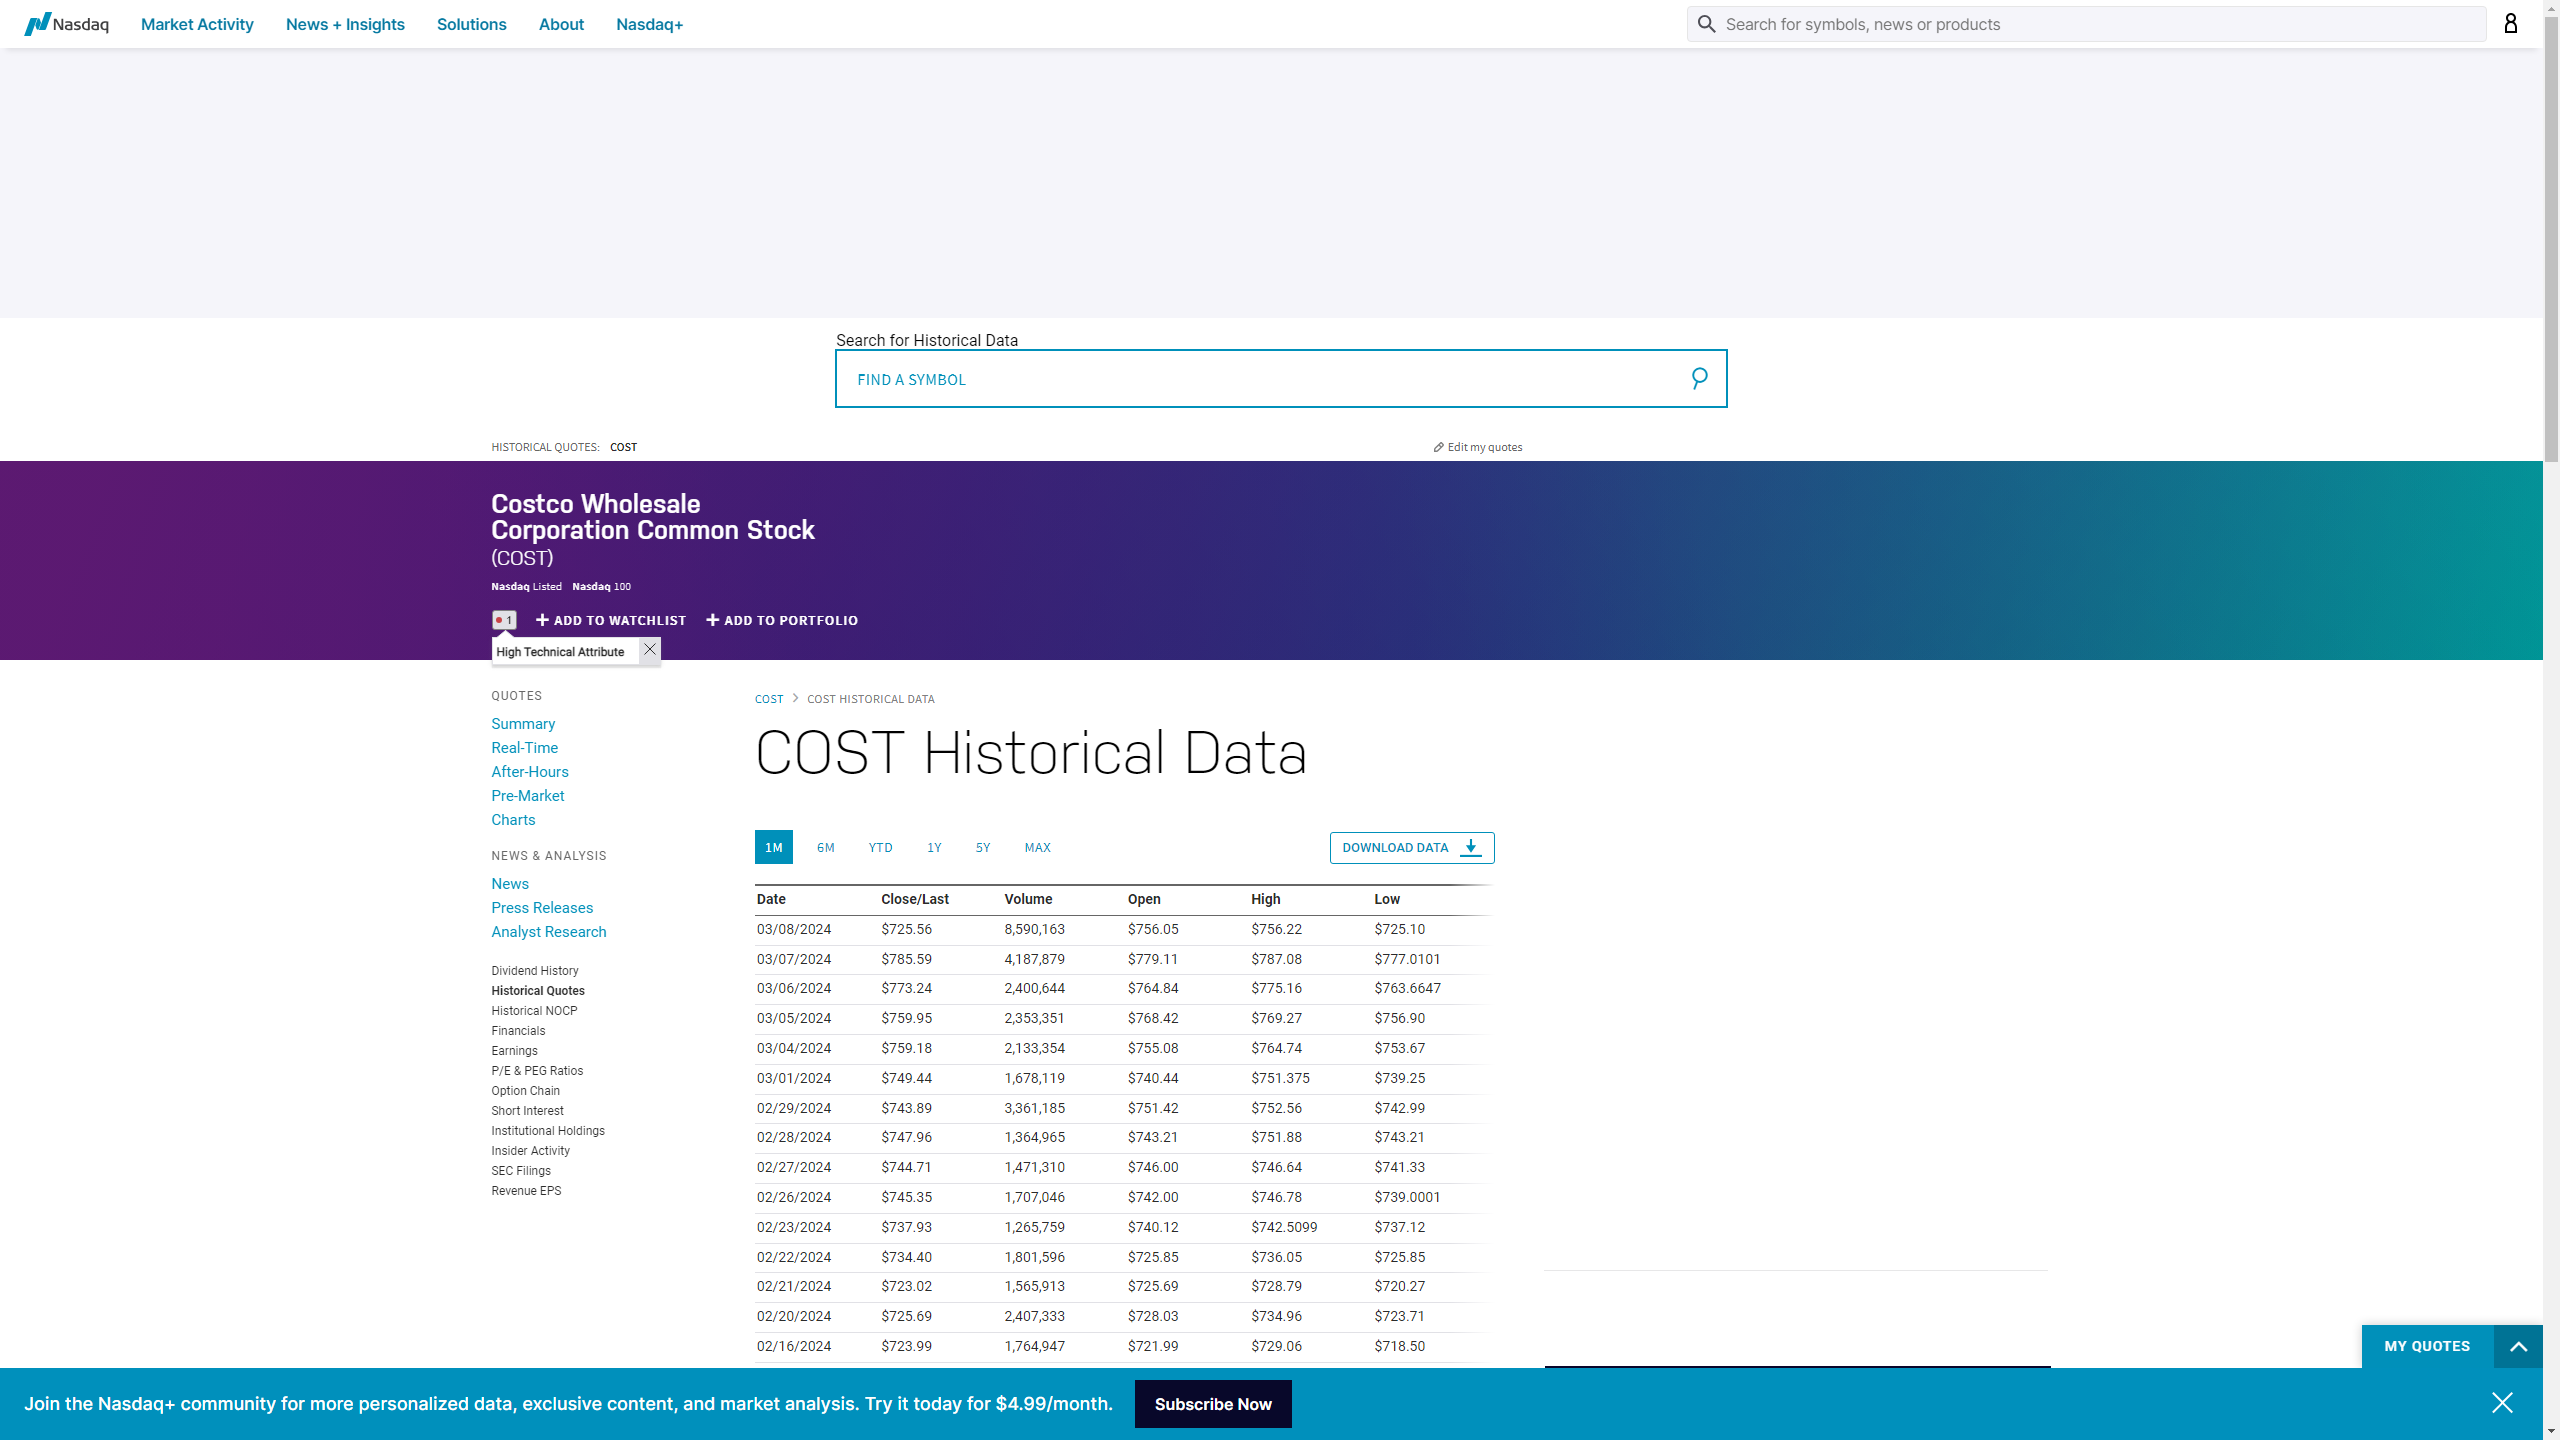 Nasdaq Market Activity News + Insights Solutions About Nasdaq+ Search for symbols, news or products
Search for Historical Data
FIND A SYMBOL
HISTORICAL QUOTES: COST Edit my quotes
Costco Wholesale
Corporation Common Stock
(COST)
Nasdaq Listed Nasdaq 100
1 ADD TO WATCHLIST ADD TO PORTFOLIO
High Technical Attribute
QUOTES
Summary
Real-Time
After-Hours
Pre-Market
Charts
NEWS & ANALYSIS
News
Press Releases
Analyst Research
Dividend History
Historical Quotes
Historical NOCP
Financials
Earnings
P/E & PEG Ratios
Option Chain
Short Interest
Institutional Holdings
Insider Activity
SEC Filings
Revenue EPS
COST COST HISTORICAL DATA
COST Historical Data
1M 6M YTD 1Y 5Y MAX DOWNLOAD DATA
Date Close/Last Volume Open High Low
03/08/2024 $725.56 8,590,163 $756.05 $756.22 $725.10
03/07/2024 $785.59 4,187,879 $779.11 $787.08 $777.0101
03/06/2024 $773.24 2,400,644 $764.84 $775.16 $763.6647
03/05/2024 $759.95 2,353,351 $768.42 $769.27 $756.90
03/04/2024 $759.18 2,133,354 $755.08 $764.74 $753.67
03/01/2024 $749.44 1,678,119 $740.44 $751.375 $739.25
02/29/2024 $743.89 3,361,185 $751.42 $752.56 $742.99
02/28/2024 $747.96 1,364,965 $743.21 $751.88 $743.21
02/27/2024 $744.71 1,471,310 $746.00 $746.64 $741.33
02/26/2024 $745.35 1,707,046 $742.00 $746.78 $739.0001
02/23/2024 $737.93 1,265,759 $740.12 $742.5099 $737.12
02/22/2024 $734.40 1,801,596 $725.85 $736.05 $725.85
02/21/2024 $723.02 1,565,913 $725.69 $728.79 $720.27
02/20/2024 $725.69 2,407,333 $728.03 $734.96 $723.71
02/16/2024 $723.99 1,764,947 $721.99 $729.06 $718.50
MY QUOTES
Join the Nasdaq+ community for more personalized data, exclusive content, and market analysis. Try it today for $4.99/month. Subscribe Now